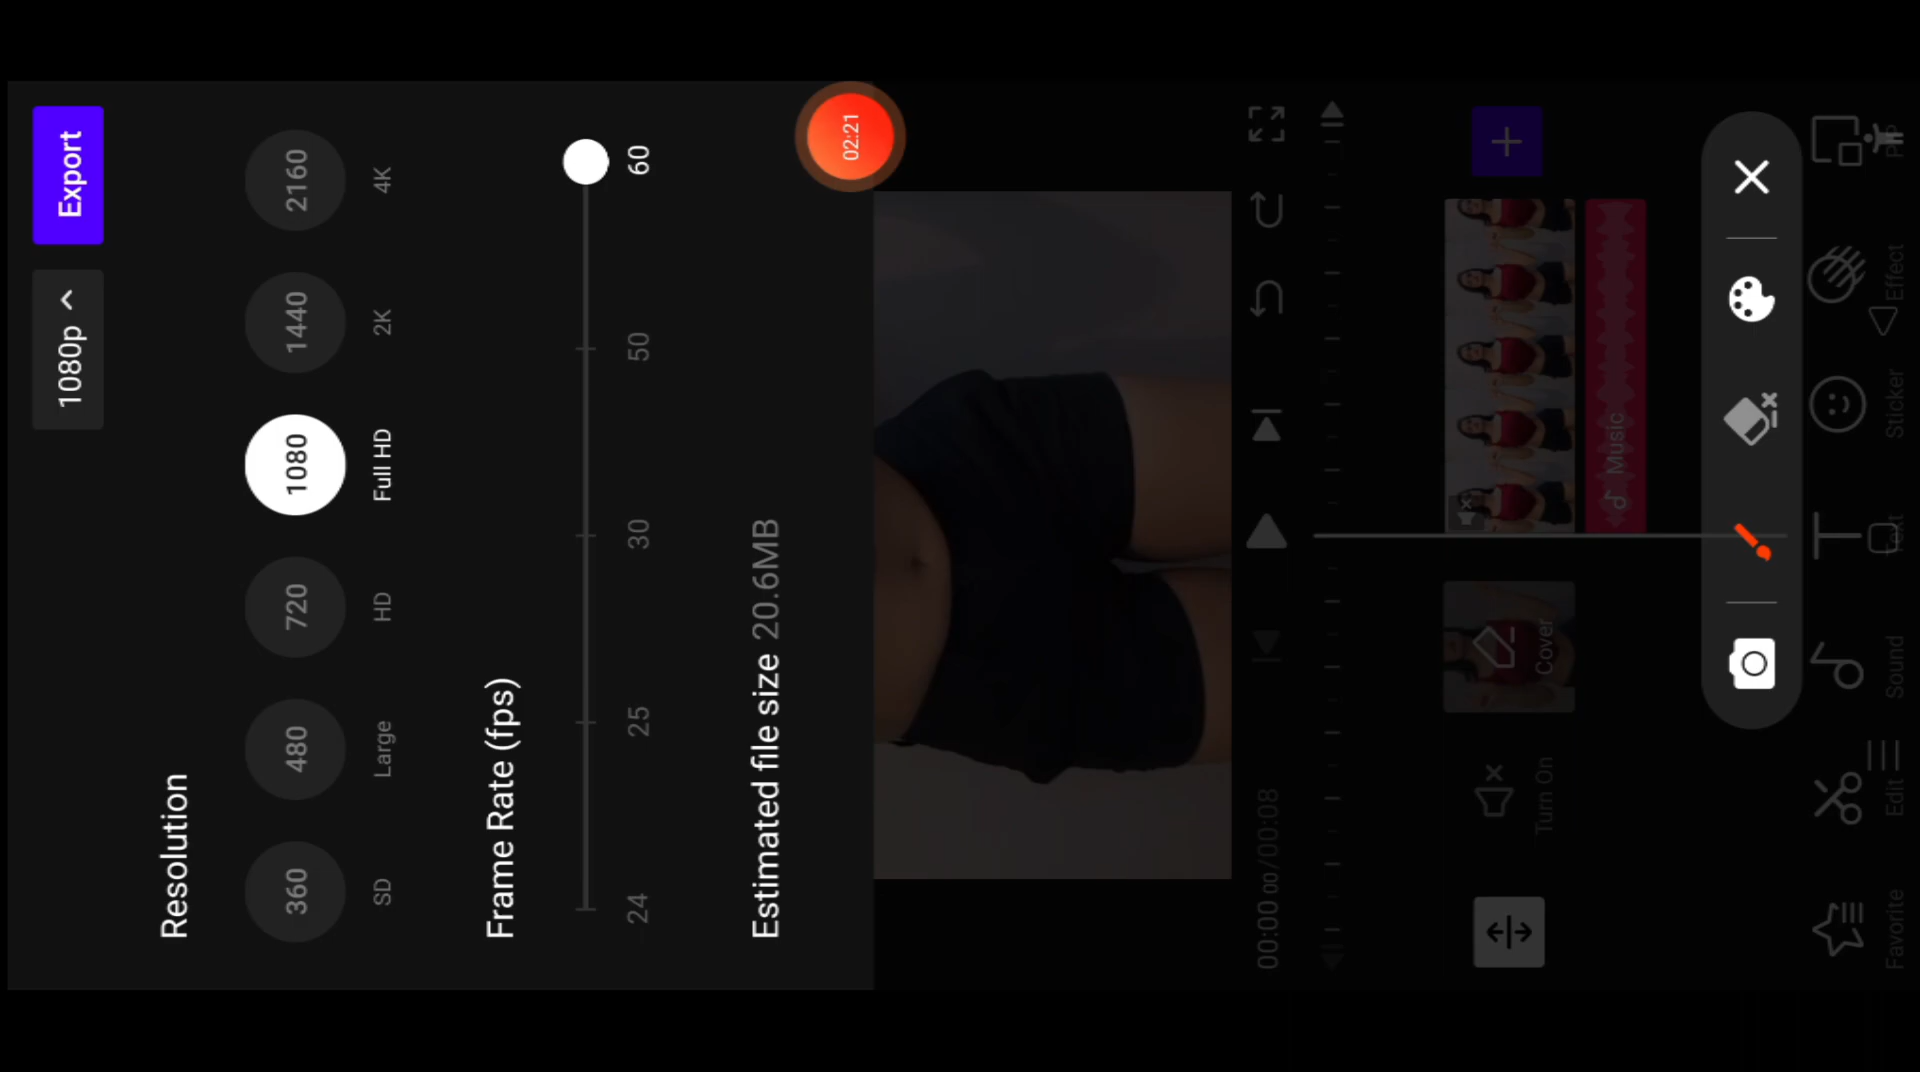 1080p
Export
Resolution
360 480 720 1080 1440 2160
SD Large HD Full HD 2K 4K
Frame Rate (fps)
24 25 30 50 60
Estimated file size 20.6MB
02:21
00:00 00/00:08
Turn On
Cover
Music
Favorite Edit Sound Text Sticker Effect PIP